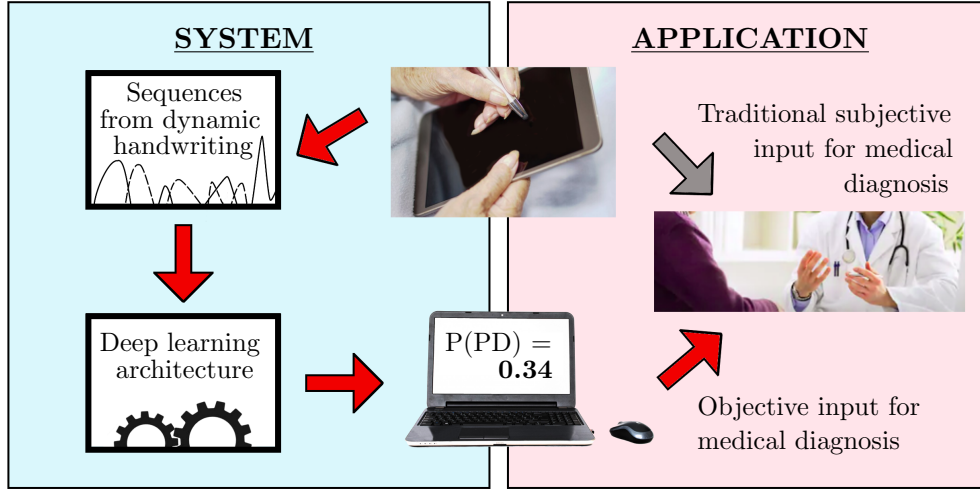 SYSTEM
Sequences
from dynamic
handwriting
Deep learning
architecture
P(PD) =
0.34
APPLICATION
Traditional subjective
input for medical
diagnosis
Objective input for
medical diagnosis